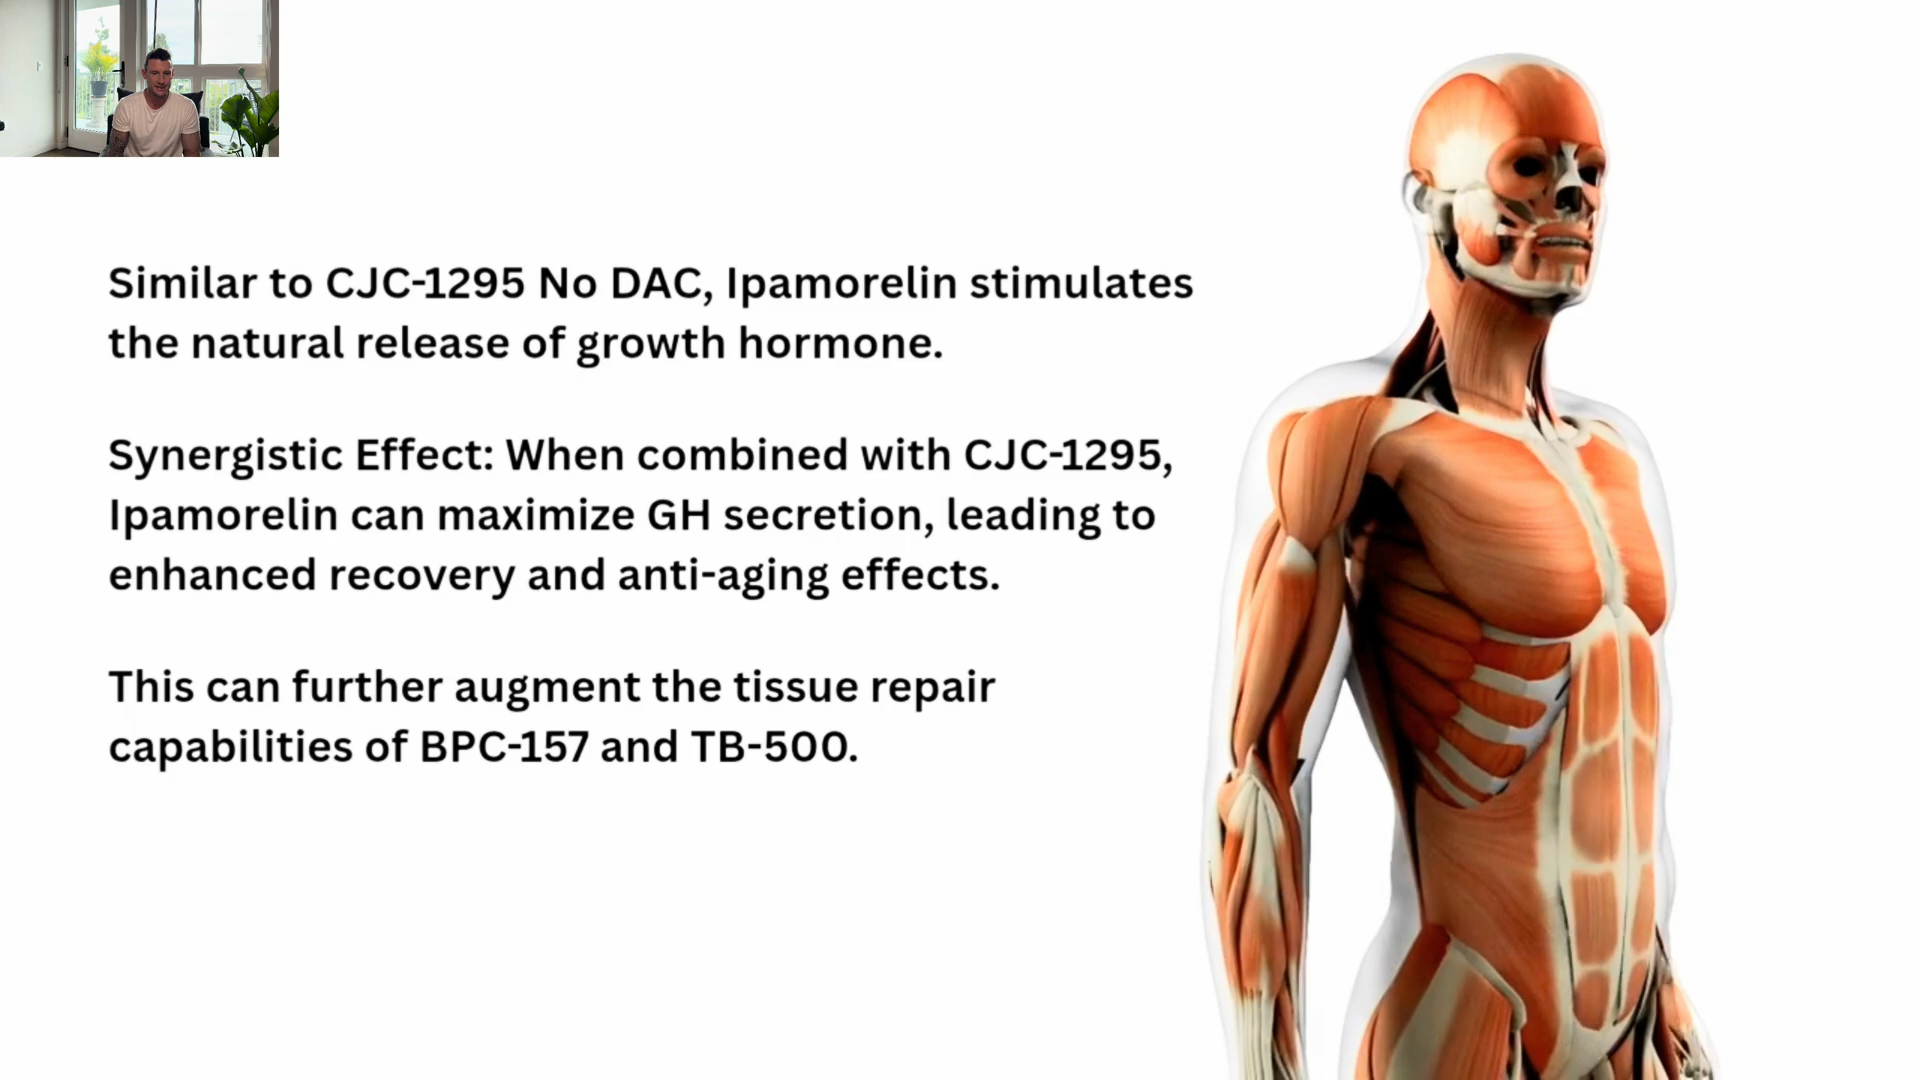 Similar to CJC-1295 No DAC, Ipamorelin stimulates
the natural release of growth hormone.
Synergistic Effect: When combined with CJC-1295,
Ipamorelin can maximize GH secretion, leading to
enhanced recovery and anti-aging effects.
This can further augment the tissue repair
capabilities of BPC-157 and TB-500.